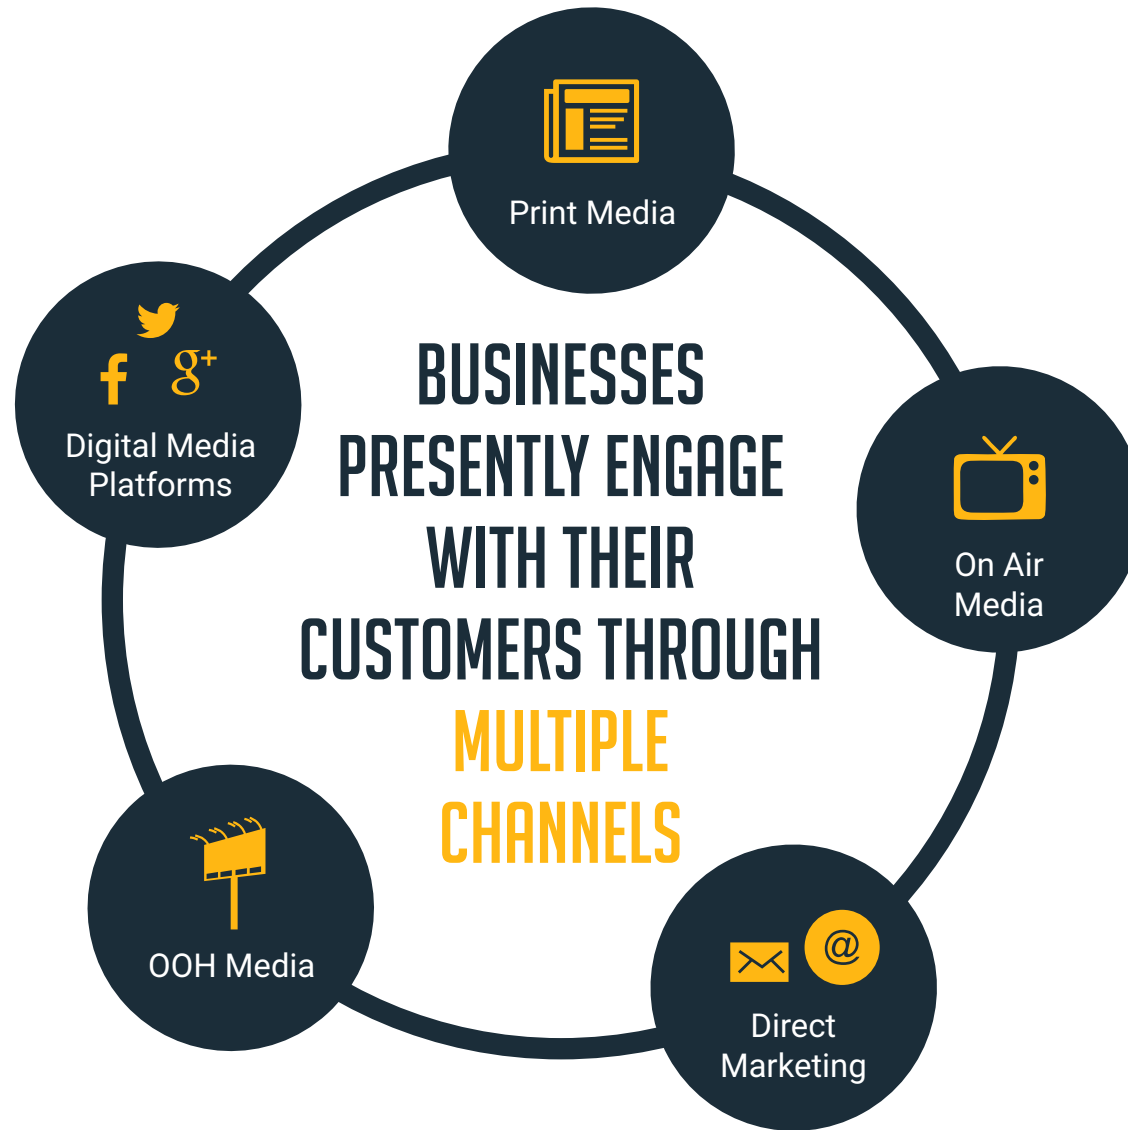 Print Media
Digital Media
Platforms
f
g+
BUSINESSES
PRESENTLY ENGAGE
WITH THEIR
CUSTOMERS THROUGH
MULTIPLE
CHANNELS
On Air
Media
OOH Media
@
Direct
Marketing